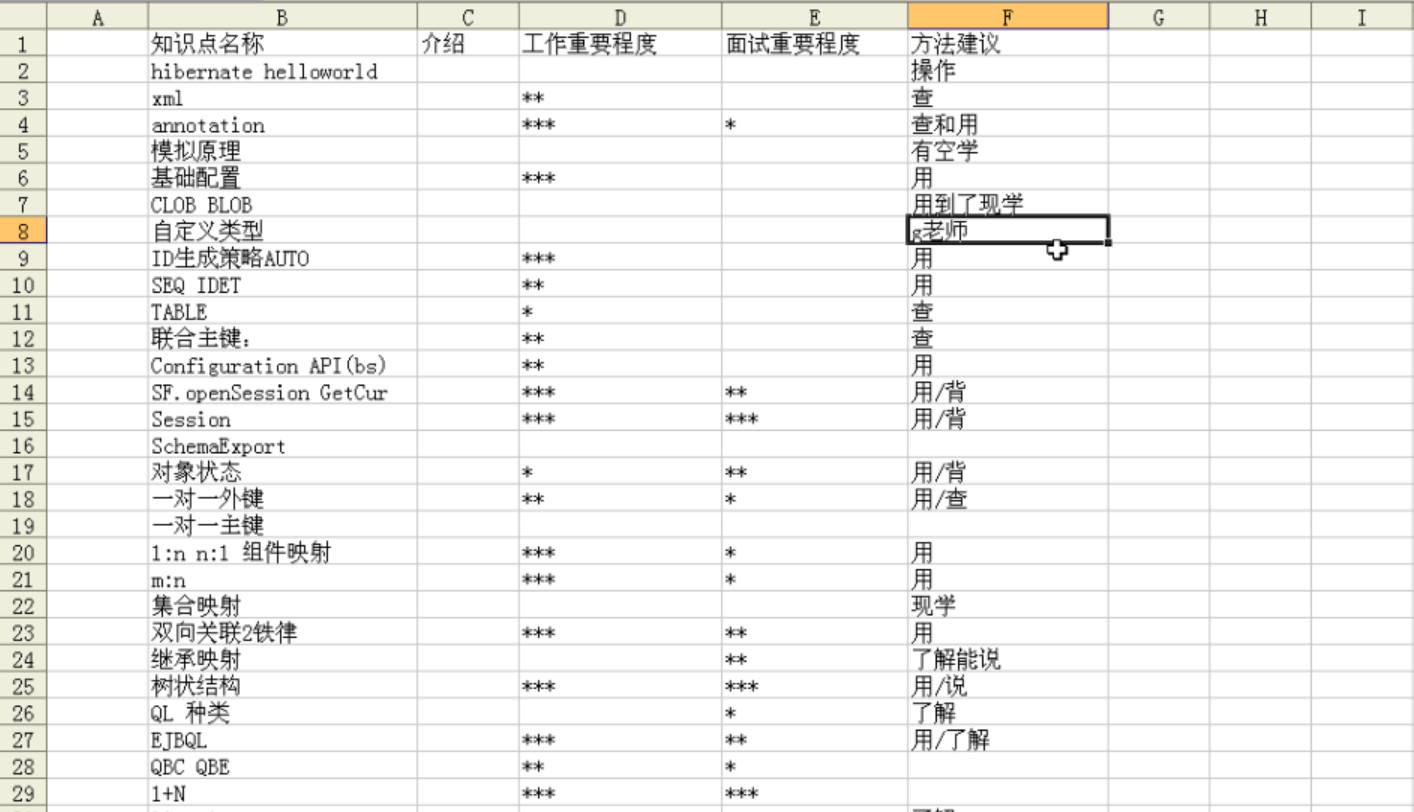 A B C D E F G H I
1 知识点名称 介绍 工作重要程度 面试重要程度 方法建议
2 hibernate helloworld 操作
3 xml ** 查
4 annotation *** * 查和用
5 模拟原理 有空学
6 基础配置 *** 用
7 CLOB BLOB 用到了现学
8 自定义类型 g老师
9 ID生成策略AUTO *** 用
10 SEQ IDET ** 用
11 TABLE * 查
12 联合主键: ** 查
13 Configuration API(bs) ** 用
14 SF.openSession GetCur *** ** 用/背
15 Session *** *** 用/背
16 SchemaExport
17 对象状态 * ** 用/背
18 一对一外键 ** * 用/查
19 一对一主键
20 1:n n:1 组件映射 *** * 用
21 m:n *** * 用
22 集合映射 现学
23 双向关联2铁律 *** ** 用
24 继承映射 ** 了解能说
25 树状结构 *** *** 用/说
26 QL 种类 * 了解
27 EJBQL *** ** 用/了解
28 QBC QBE ** *
29 1+N *** ***